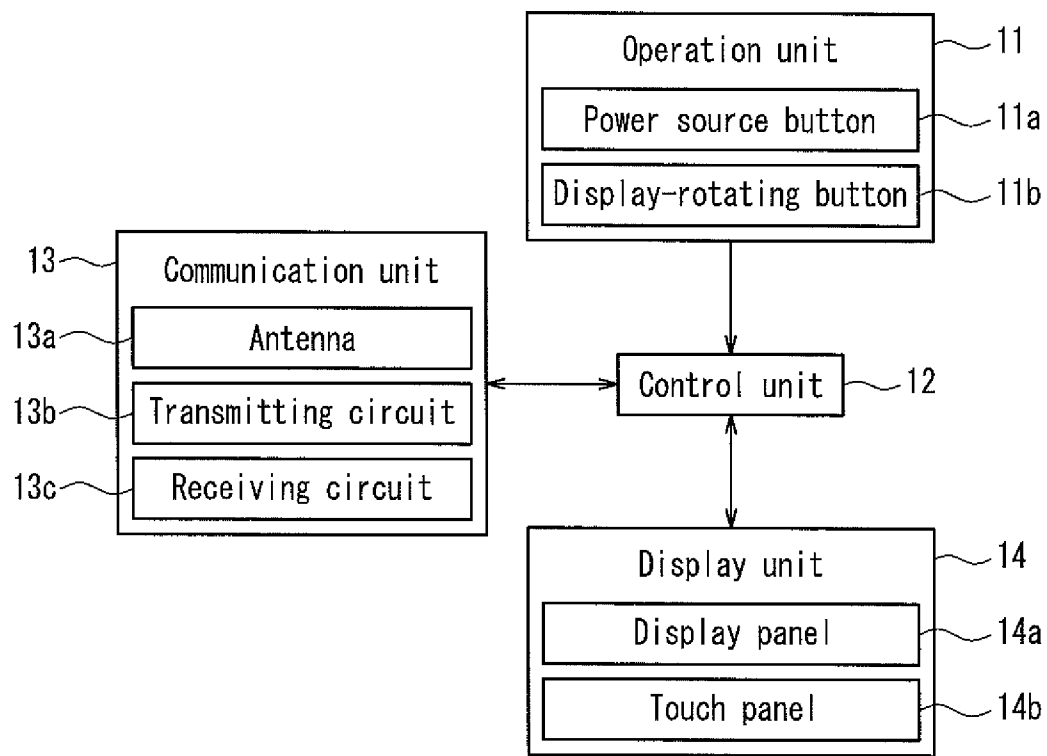 Operation unit
11
Power source button
11a
Display-rotating button
11b
13
Communication unit
13a
Antenna
13b
Transmitting circuit
13c
Receiving circuit
Control unit
12
Display unit
14
Display panel
14a
Touch panel
14b